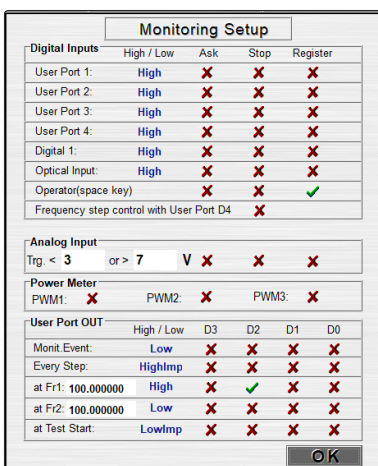 Monitoring Setup
Digital Inputs High / Low Ask Stop Register
User Port 1: High
User Port 2: High
User Port 3: High
User Port 4: High
Digital 1: High
Optical Input: High
Operator(space key)
Frequency step control with User Port D4
Analog Input
Trg. < 3 or > 7 V
Power Meter
PWM1: PWM2: PWM3:
User Port OUT High / Low D3 D2 D1 D0
Monit.Event: Low
Every Step: HighImp
at Fr1: 100.000000 High
at Fr2: 100.000000 Low
at Test Start: LowImp
OK